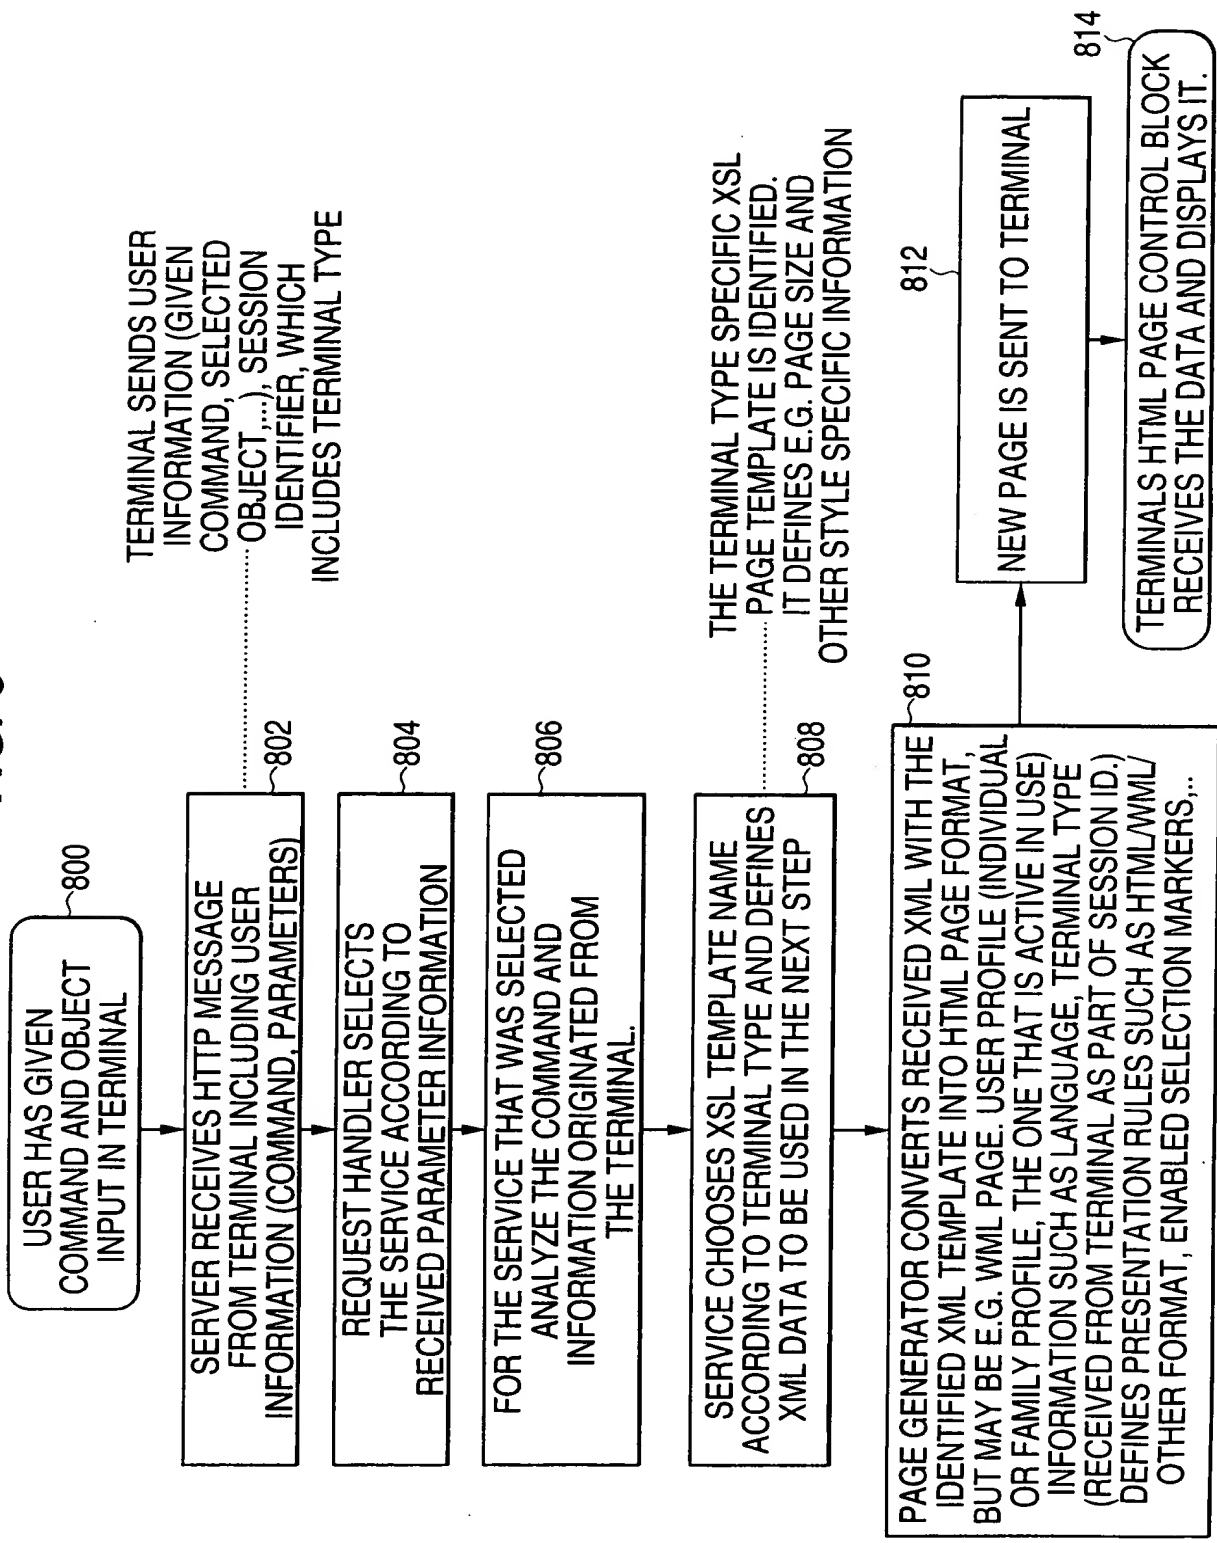 USER HAS GIVEN
COMMAND AND OBJECT
INPUT IN TERMINAL
800
SERVER RECEIVES HTTP MESSAGE
FROM TERMINAL INCLUDING USER
INFORMATION (COMMAND, PARAMETERS)
802
TERMINAL SENDS USER
INFORMATION (GIVEN
COMMAND, SELECTED
OBJECT,...), SESSION
IDENTIFIER, WHICH
INCLUDES TERMINAL TYPE
REQUEST HANDLER SELECTS
THE SERVICE ACCORDING TO
RECEIVED PARAMETER INFORMATION
804
FOR THE SERVICE THAT WAS SELECTED
ANALYZE THE COMMAND AND
INFORMATION ORIGINATED FROM
THE TERMINAL.
806
SERVICE CHOOSES XSL TEMPLATE NAME
ACCORDING TO TERMINAL TYPE AND DEFINES
XML DATA TO BE USED IN THE NEXT STEP
808
THE TERMINAL TYPE SPECIFIC XSL
PAGE TEMPLATE IS IDENTIFIED.
IT DEFINES E.G. PAGE SIZE AND
OTHER STYLE SPECIFIC INFORMATION
PAGE GENERATOR CONVERTS RECEIVED XML WITH THE
IDENTIFIED XML TEMPLATE INTO HTML PAGE FORMAT,
BUT MAY BE E.G. WML PAGE. USER PROFILE (INDIVIDUAL
OR FAMILY PROFILE, THE ONE THAT IS ACTIVE IN USE)
INFORMATION SUCH AS LANGUAGE, TERMINAL TYPE
(RECEIVED FROM TERMINAL AS PART OF SESSION ID.)
DEFINES PRESENTATION RULES SUCH AS HTML/WML/
OTHER FORMAT, ENABLED SELECTION MARKERS,..
810
NEW PAGE IS SENT TO TERMINAL
812
TERMINALS HTML PAGE CONTROL BLOCK
RECEIVES THE DATA AND DISPLAYS IT.
814